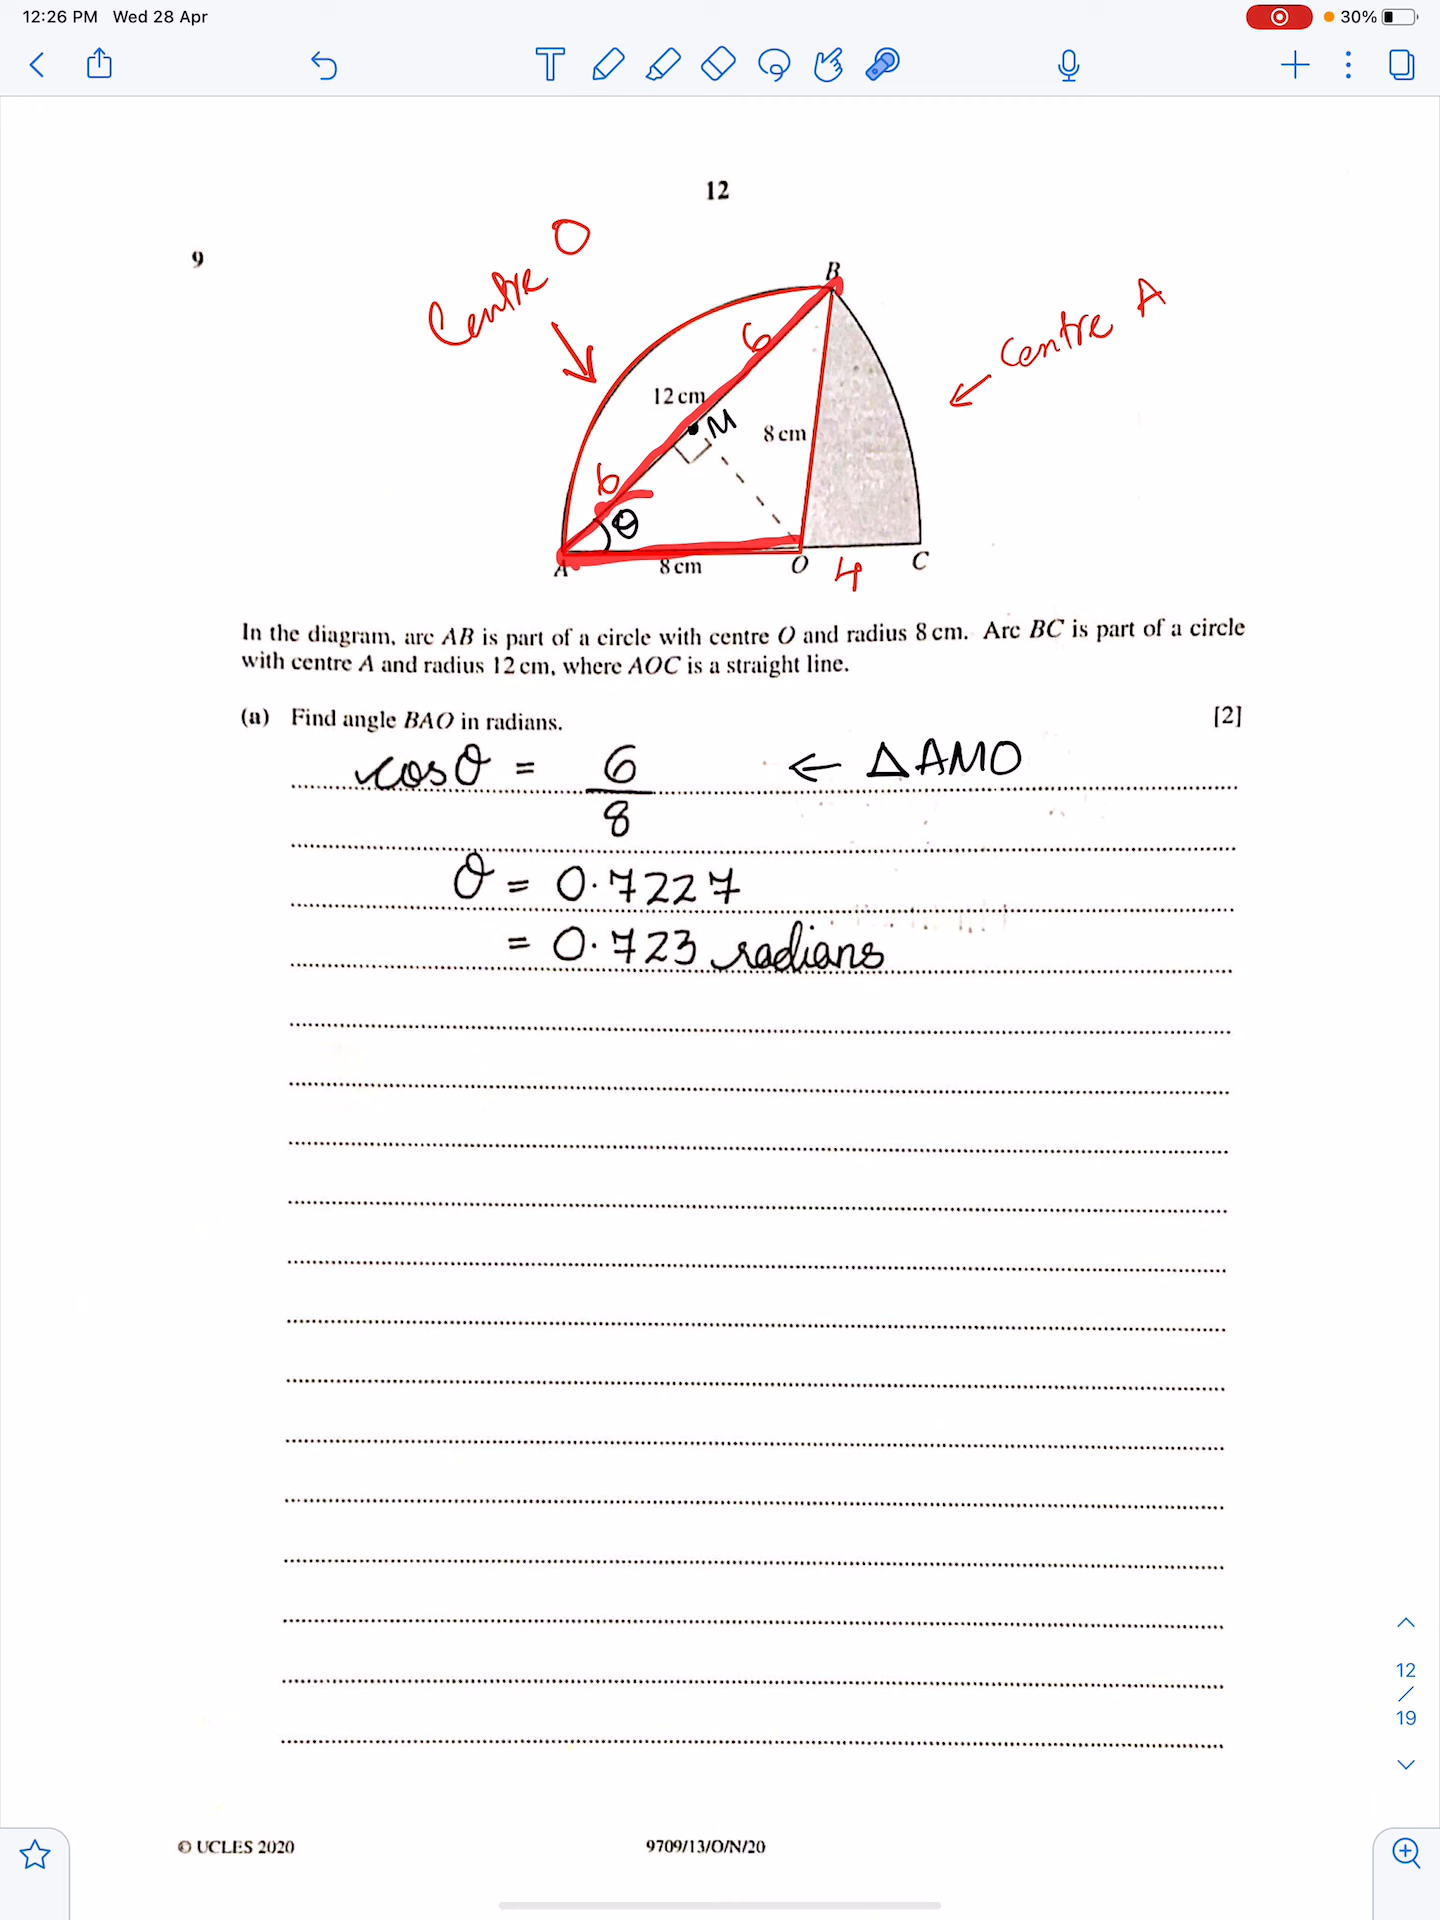 12:26 PM Wed 28 Apr
30%
T
12
9
Centre O
Centre A
B
6
12 cm
M
8 cm
6
θ
A
8 cm
O
4
C
In the diagram, arc AB is part of a circle with centre O and radius 8 cm. Arc BC is part of a circle
with centre A and radius 12 cm, where AOC is a straight line.
(a) Find angle BAO in radians. [2]
cosθ = 6/8 ← ΔAMO
θ = 0.7227
= 0.723 radians
12
/
19
© UCLES 2020
9709/13/O/N/20